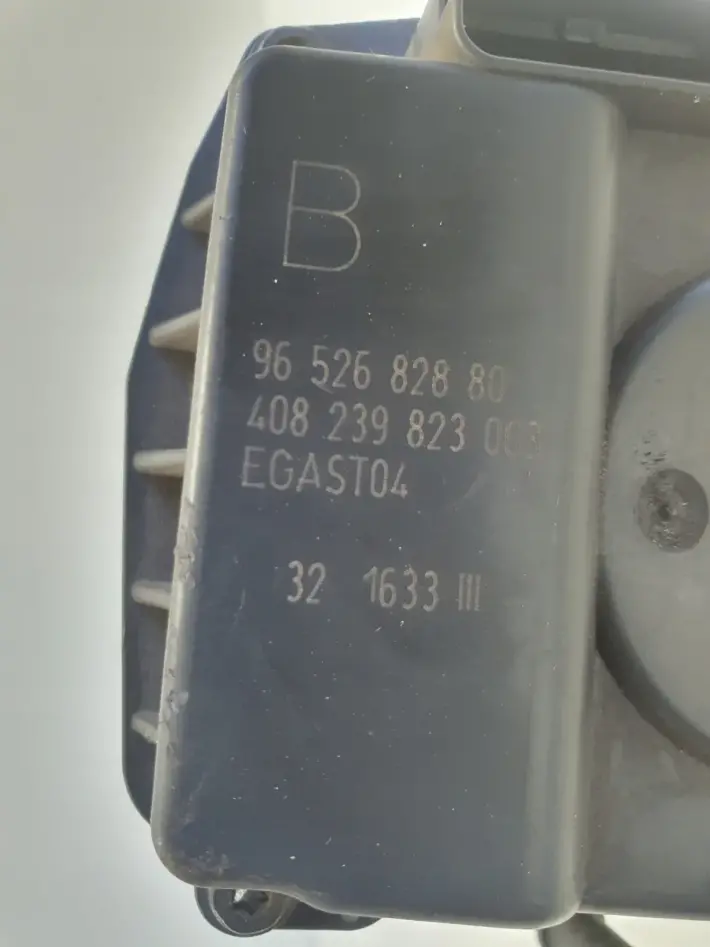 B
96 526 828 80
408 239 823 003
EGAST04
32 1633 III